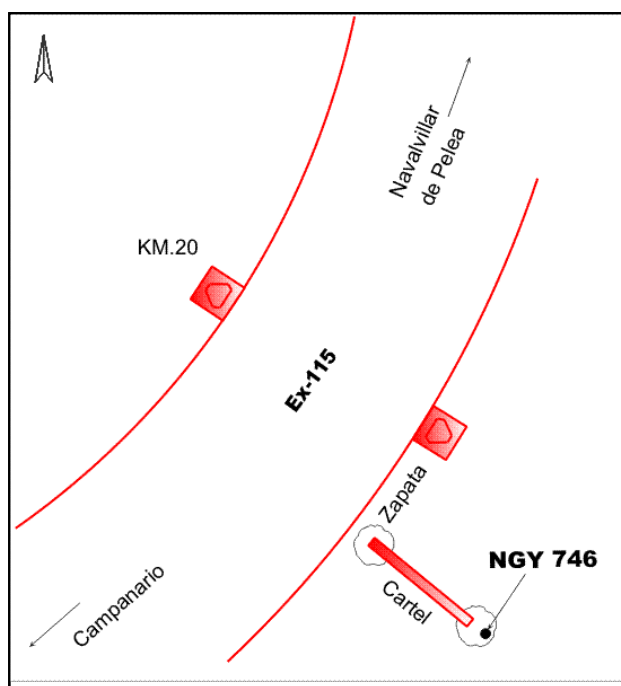 Navalvillar
de Pelea
KM.20
Ex-115
Zapata
NGY 746
Cartel
Campanario